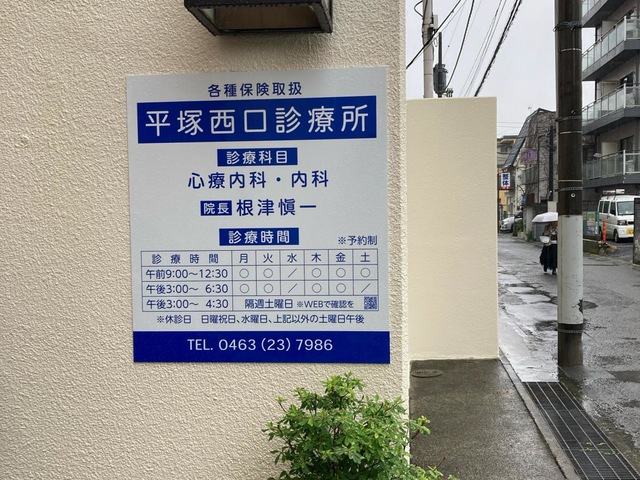 各種保険取扱
平塚西口診療所
診療科目
心療内科・内科
院長 根津愼一
診療時間
※予約制
診療時間 月 火 水 木 金 土
午前9:00〜12:30 〇 〇 ／ 〇 〇 〇
午後3:00〜 6:30 〇 〇 ／ 〇 〇 ／
午後3:00〜 4:30 隔週土曜日 ※WEBで確認を
※休診日 日曜祝日、水曜日、上記以外の土曜日午後
TEL. 0463 (23) 7986